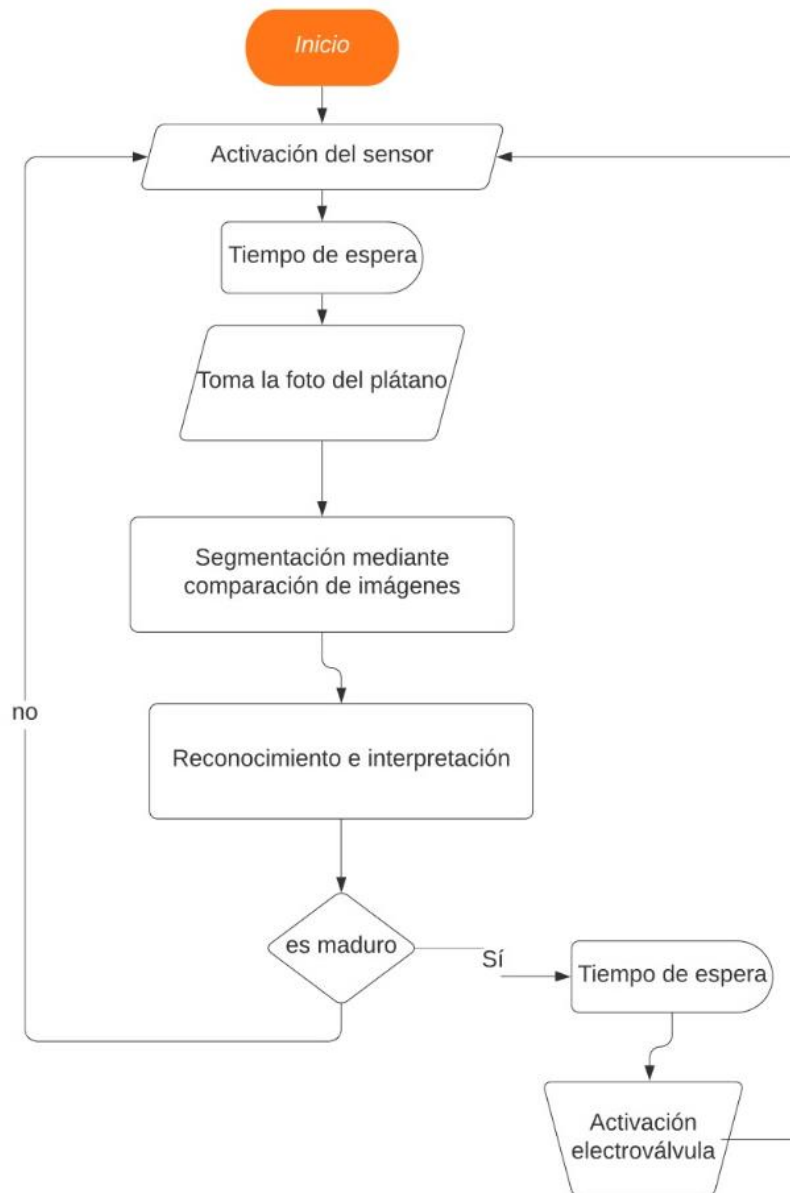 Inicio
Activación del sensor
Tiempo de espera
Toma la foto del plátano
Segmentación mediante
comparación de imágenes
no
Reconocimiento e interpretación
es maduro
Sí
Tiempo de espera
Activación
electroválvula